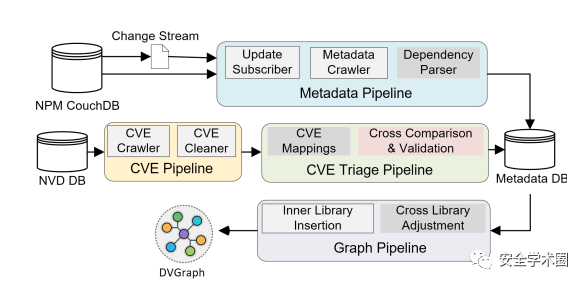 Change Stream
NPM CouchDB
Update
Subscriber
Metadata
Crawler
Dependency
Parser
Metadata Pipeline
CVE
Crawler
CVE
Cleaner
CVE Pipeline
NVD DB
CVE
Mappings
Cross Comparison
& Validation
CVE Triage Pipeline
Metadata DB
Inner Library
Insertion
Cross Library
Adjustment
Graph Pipeline
DVGraph
安全学术圈